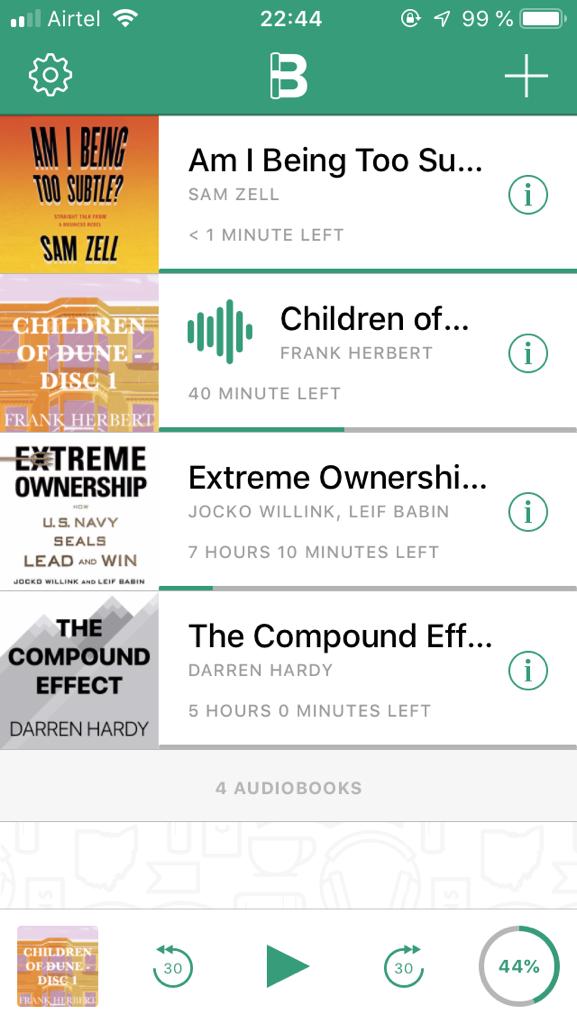 Airtel 22:44 99 %
B
AM I BEING
TOO SUBTLE?
STRAIGHT TALK FROM
A BUSINESS REBEL
SAM ZELL
Am I Being Too Su...
SAM ZELL
< 1 MINUTE LEFT
i
CHILDREN
OF DUNE -
DISC 1
FRANK HERBERT
Children of...
FRANK HERBERT
40 MINUTE LEFT
i
EXTREME
OWNERSHIP
HOW
U.S. NAVY
SEALS
LEAD AND WIN
JOCKO WILLINK AND LEIF BABIN
Extreme Ownershi...
JOCKO WILLINK, LEIF BABIN
7 HOURS 10 MINUTES LEFT
i
THE
COMPOUND
EFFECT
DARREN HARDY
The Compound Eff...
DARREN HARDY
5 HOURS 0 MINUTES LEFT
i
4 AUDIOBOOKS
CHILDREN
OF DUNE -
DISC 1
FRANK HERBERT
30
30
44%